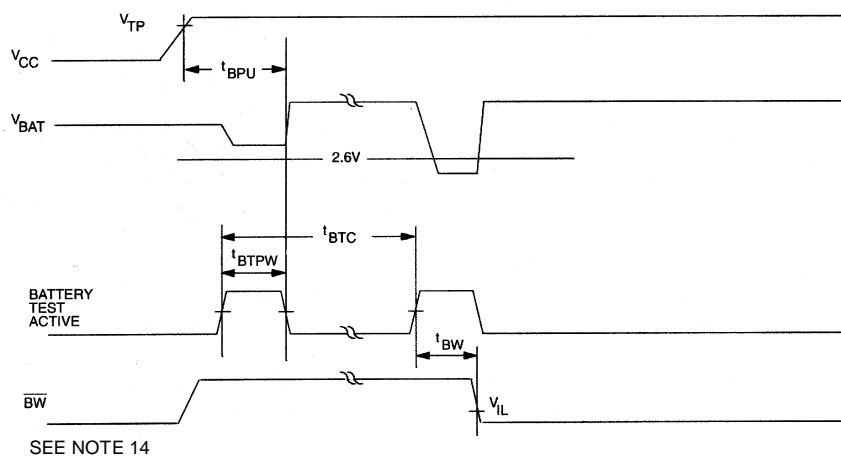 VTP
VCC
tBPU
VBAT
2.6V
tBTC
tBTPW
BATTERY
TEST
ACTIVE
tBW
BW
VIL
SEE NOTE 14